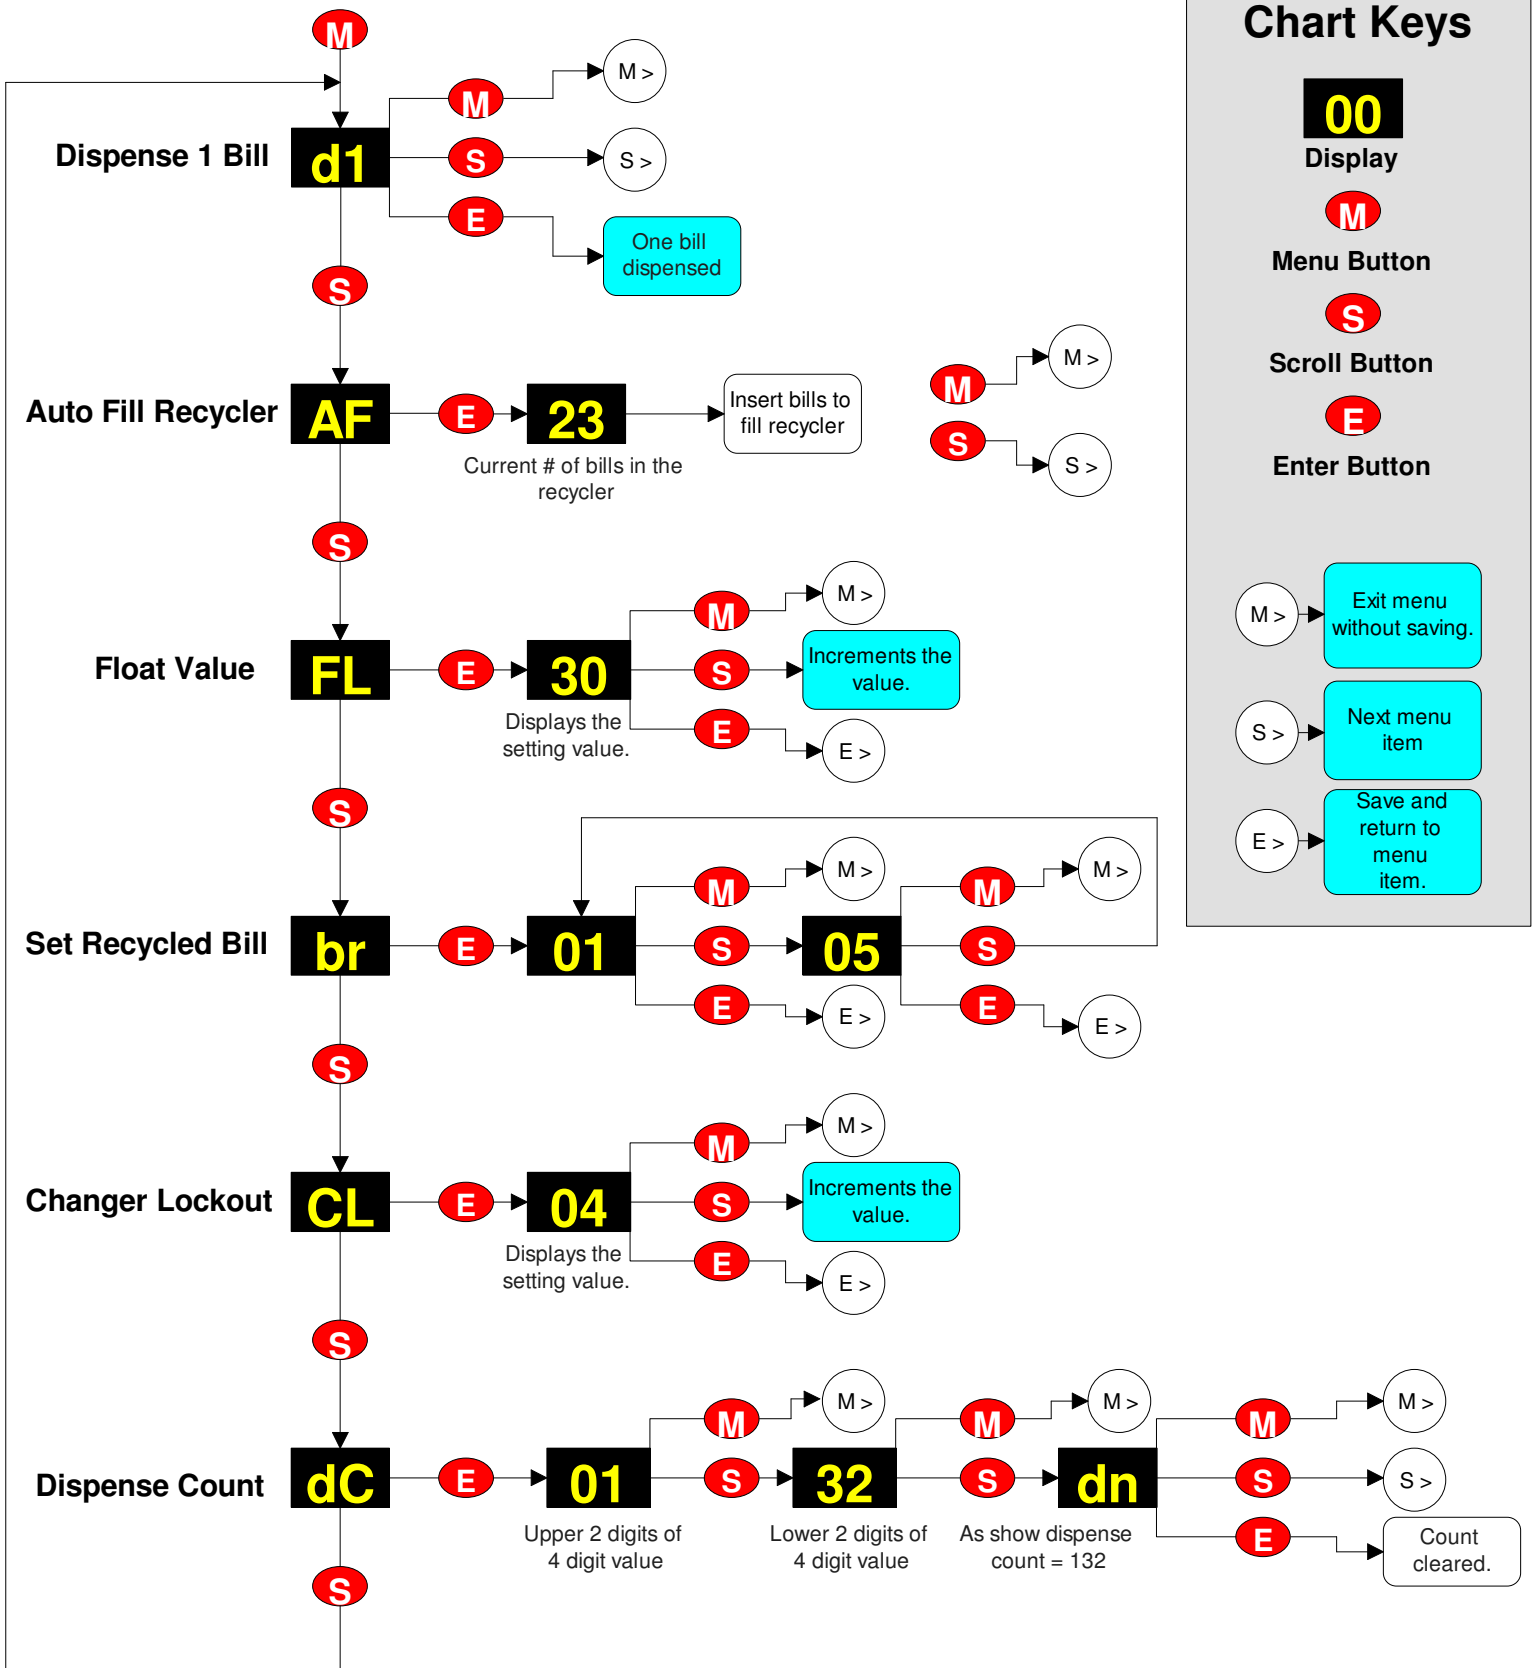 M
Dispense 1 Bill
d1
M
M >
S
S >
E
One bill
dispensed
S
Auto Fill Recycler
AF
E
23
Current # of bills in the
recycler
Insert bills to
fill recycler
M
M >
S
S >
S
Float Value
FL
E
30
Displays the
setting value.
M
M >
S
Increments the
value.
E
E >
S
Set Recycled Bill
br
E
01
M
M >
S
E
E >
05
M
M >
S
E
E >
S
Changer Lockout
CL
E
04
Displays the
setting value.
M
M >
S
Increments the
value.
E
E >
S
Dispense Count
dC
E
01
Upper 2 digits of
4 digit value
M
M >
S
32
Lower 2 digits of
4 digit value
M
M >
S
dn
As show dispense
count = 132
M
M >
S
S >
E
Count
cleared.
S
Chart Keys
00
Display
M
Menu Button
S
Scroll Button
E
Enter Button
M >
Exit menu
without saving.
S >
Next menu
item
E >
Save and
return to
menu
item.